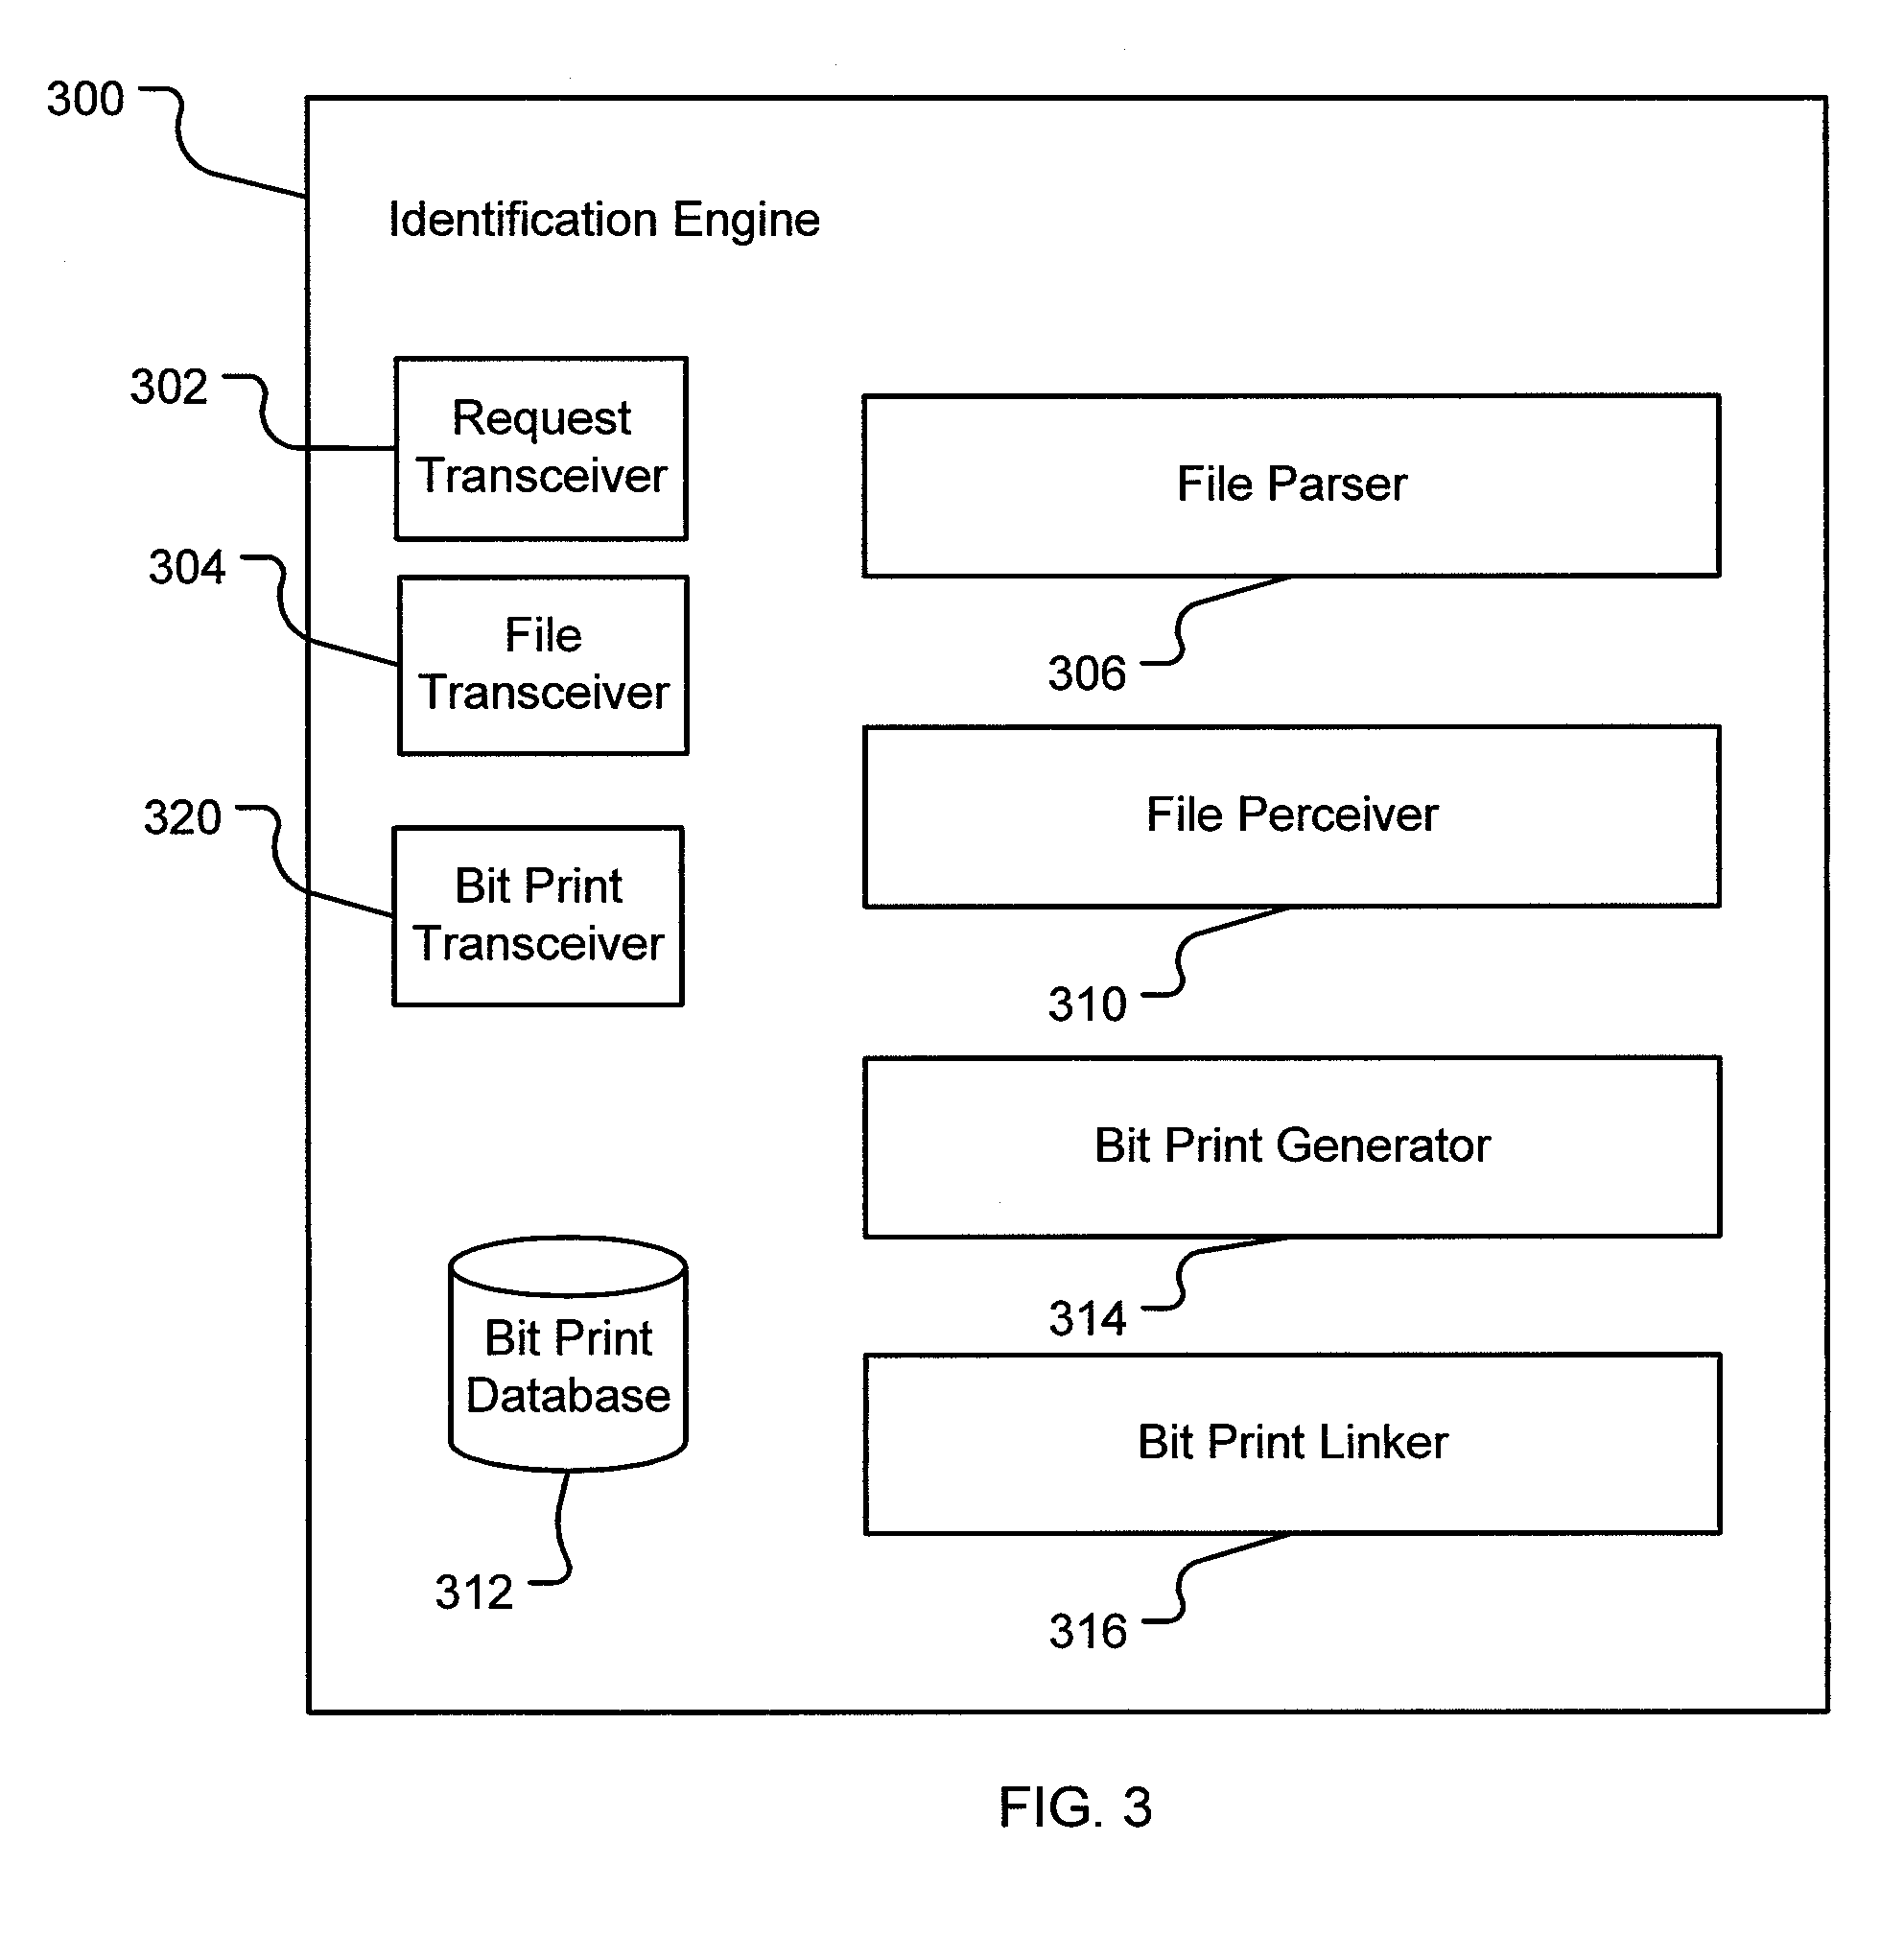 300
Identification Engine
302
Request
Transceiver
File Parser
304
File
Transceiver
306
File Perceiver
320
Bit Print
Transceiver
310
Bit Print Generator
314
Bit Print
Database
Bit Print Linker
312
316
FIG. 3